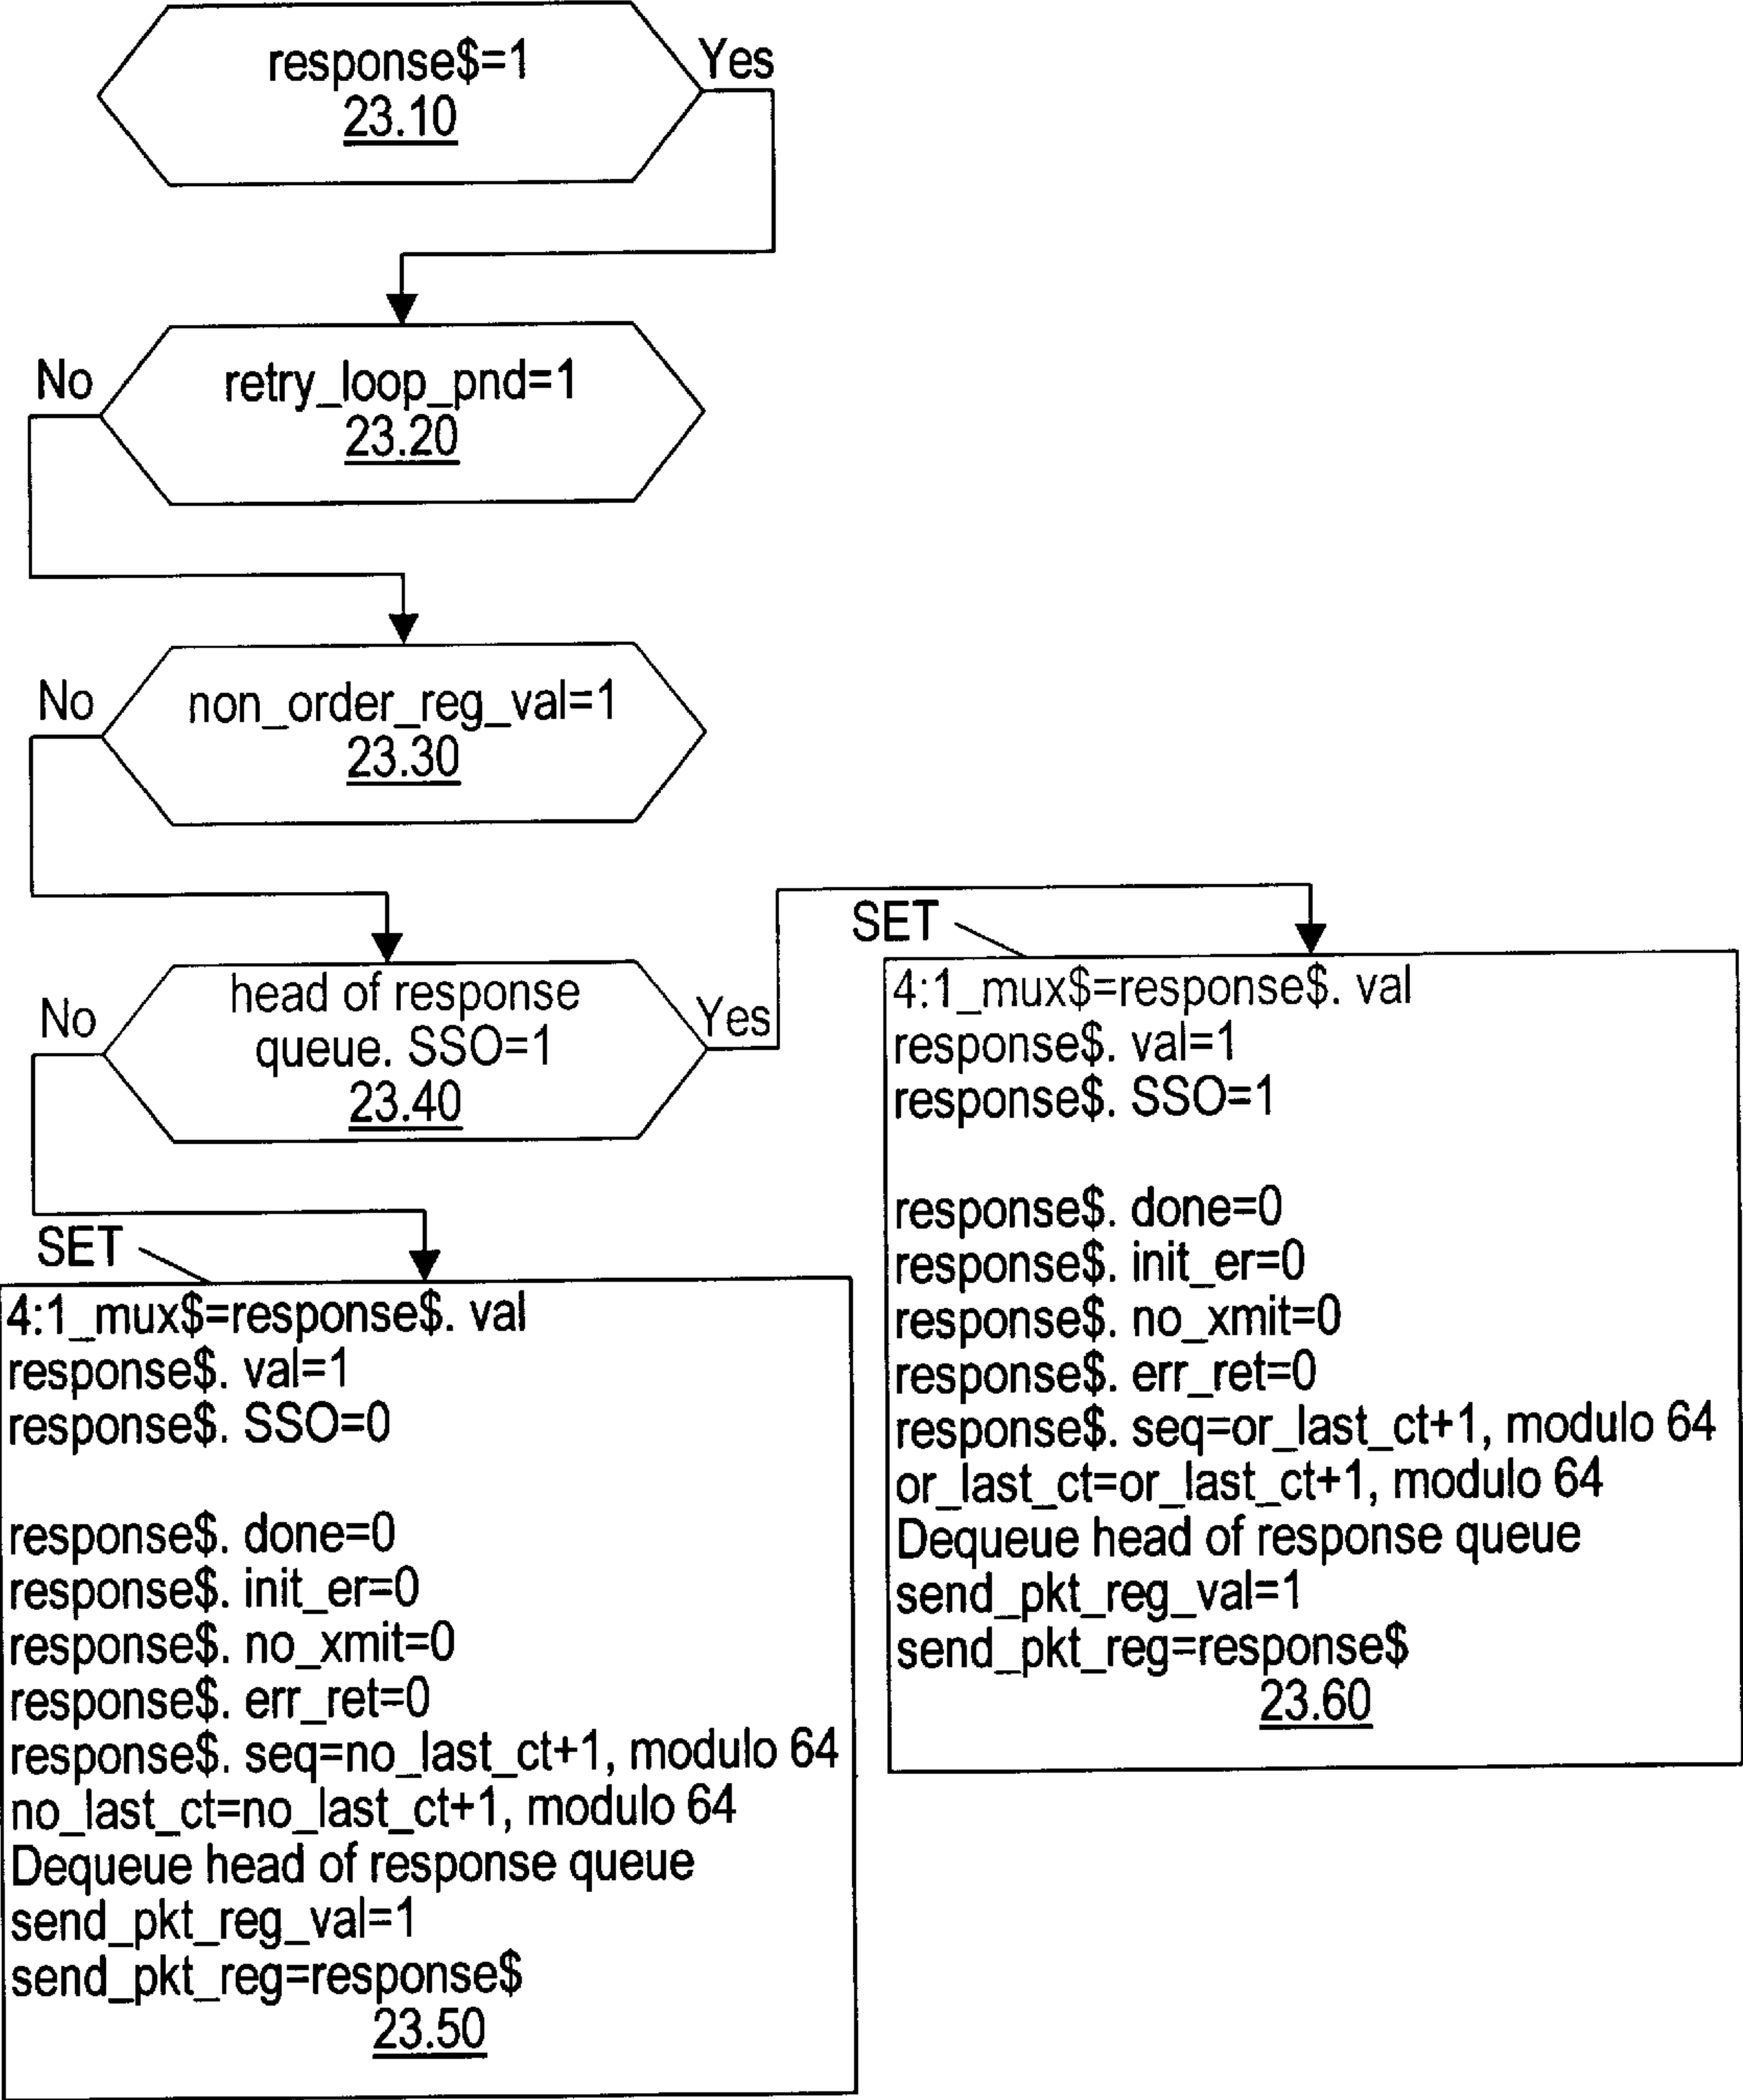 response$=1
Yes
23.10
No
retry_loop_pnd=1
23.20
No
non_order_reg_val=1
23.30
No
head of response
queue. SSO=1
23.40
Yes
SET
4:1_mux$=response$. val
response$. val=1
response$. SSO=1
response$. done=0
response$. init_er=0
response$. no_xmit=0
response$. err_ret=0
response$. seq=or_last_ct+1, modulo 64
or_last_ct=or_last_ct+1, modulo 64
Dequeue head of response queue
send_pkt_reg_val=1
send_pkt_reg=response$
23.60
SET
4:1_mux$=response$. val
response$. val=1
response$. SSO=0
response$. done=0
response$. init_er=0
response$. no_xmit=0
response$. err_ret=0
response$. seq=no_last_ct+1, modulo 64
no_last_ct=no_last_ct+1, modulo 64
Dequeue head of response queue
send_pkt_reg_val=1
send_pkt_reg=response$
23.50